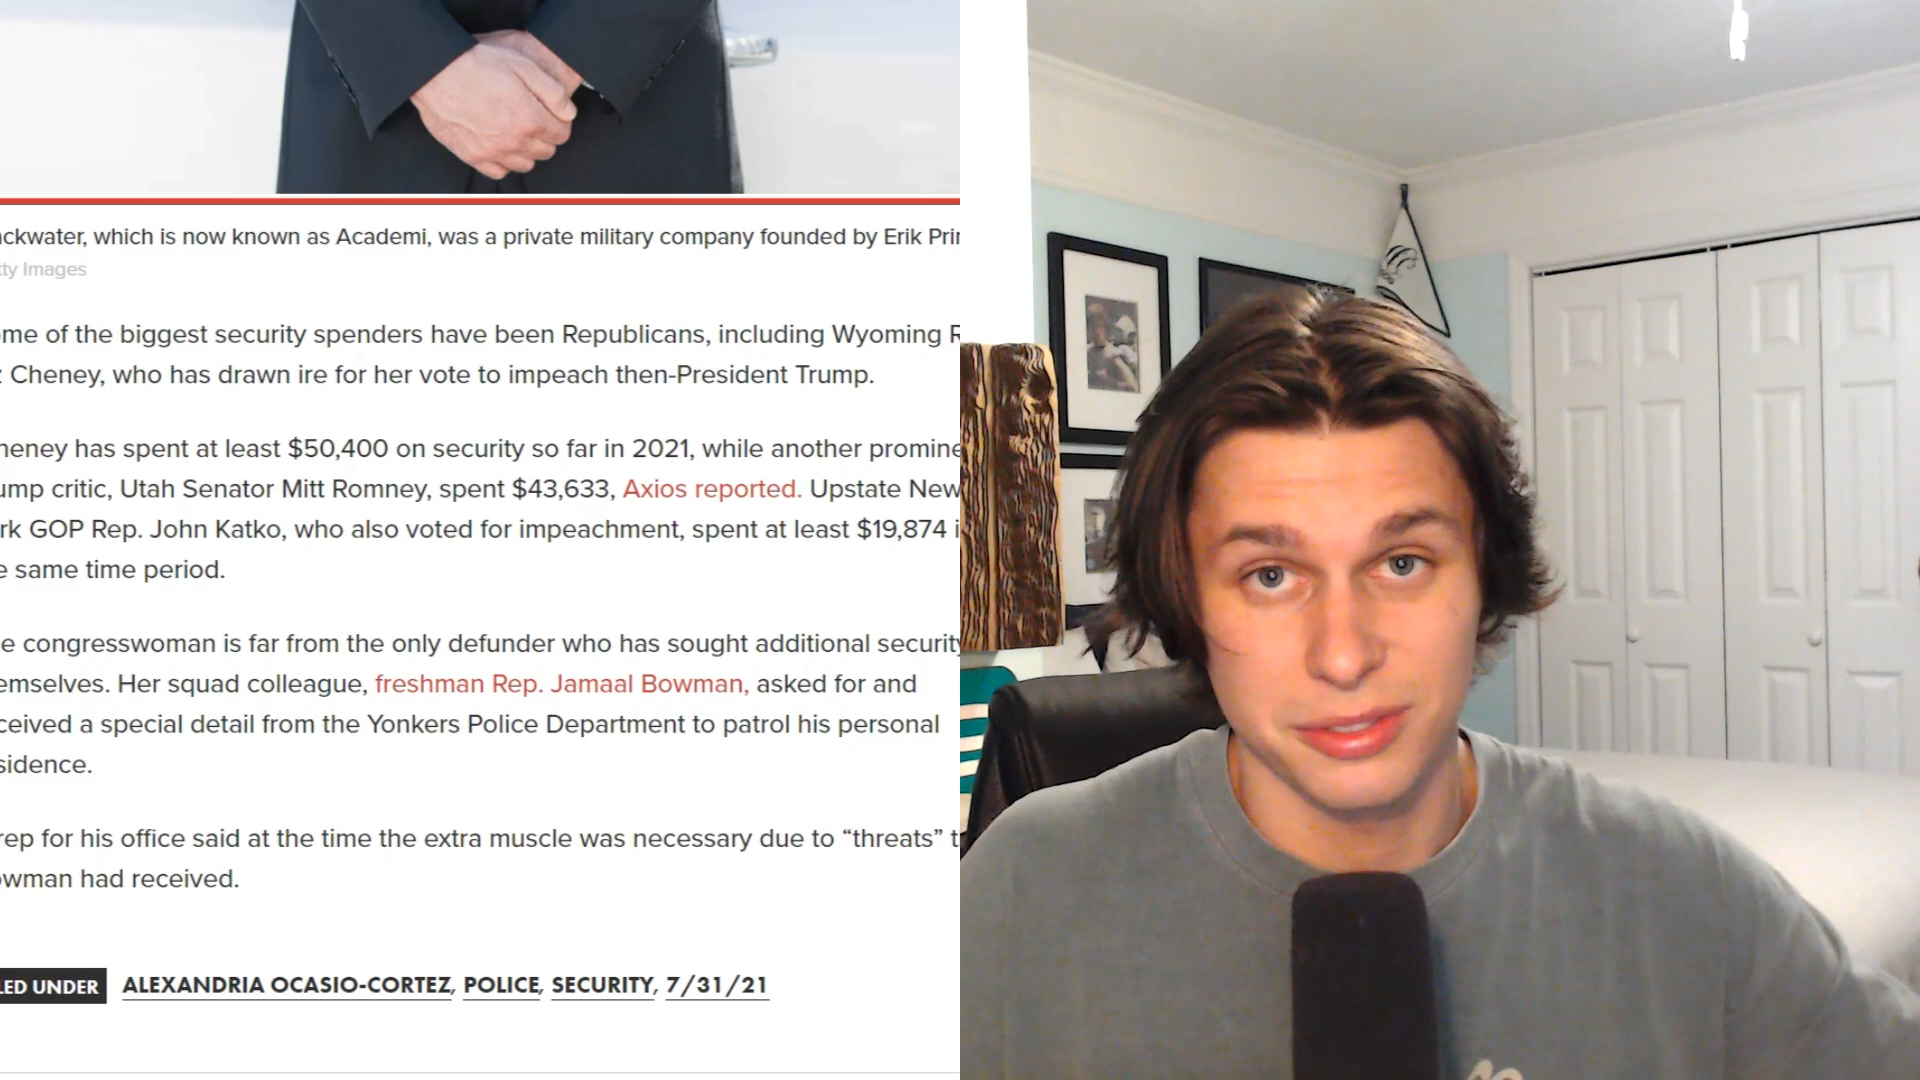 ckwater, which is now known as Academi, was a private military company founded by Erik Prin
ty Images
ome of the biggest security spenders have been Republicans, including Wyoming R
z Cheney, who has drawn ire for her vote to impeach then-President Trump.
heney has spent at least $50,400 on security so far in 2021, while another promine
ump critic, Utah Senator Mitt Romney, spent $43,633, Axios reported. Upstate New
rk GOP Rep. John Katko, who also voted for impeachment, spent at least $19,874 i
e same time period.
e congresswoman is far from the only defunder who has sought additional security
emselves. Her squad colleague, freshman Rep. Jamaal Bowman, asked for and
ceived a special detail from the Yonkers Police Department to patrol his personal
sidence.
rep for his office said at the time the extra muscle was necessary due to “threats” t
owman had received.
LED UNDER ALEXANDRIA OCASIO-CORTEZ, POLICE, SECURITY, 7/31/21